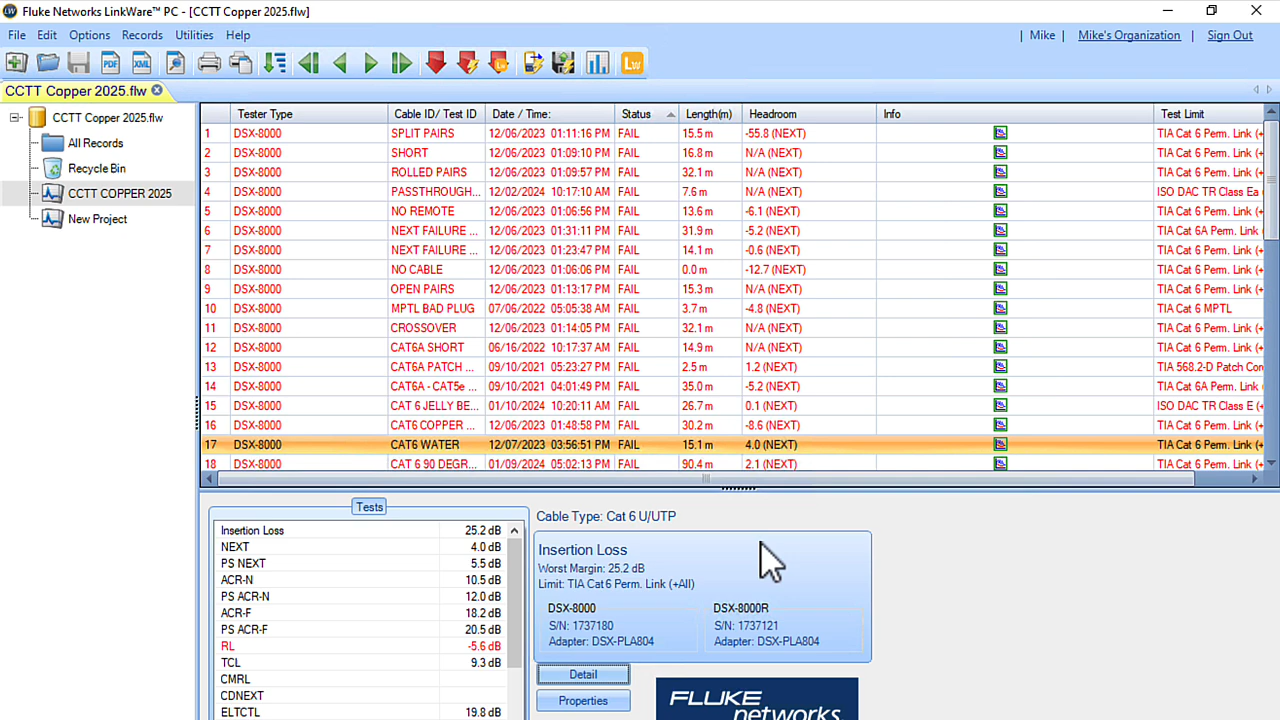 Fluke Networks LinkWare™ PC - [CCTT Copper 2025.flw]
File Edit Options Records Utilities Help | Mike | Mike's Organization | Sign Out
PDF XML Lw
CCTT Copper 2025.flw
CCTT Copper 2025.flw
All Records
Recycle Bin
CCTT COPPER 2025
New Project
Tester Type Cable ID/ Test ID Date / Time: Status Length(m) Headroom Info Test Limit
1 DSX-8000 SPLIT PAIRS 12/06/2023 01:11:16 PM FAIL 15.5 m -55.8 (NEXT) TIA Cat 6 Perm. Link (+
2 DSX-8000 SHORT 12/06/2023 01:09:10 PM FAIL 16.8 m N/A (NEXT) TIA Cat 6 Perm. Link (+
3 DSX-8000 ROLLED PAIRS 12/06/2023 01:09:57 PM FAIL 32.1 m N/A (NEXT) TIA Cat 6 Perm. Link (+
4 DSX-8000 PASSTHROUGH... 12/02/2024 10:17:10 AM FAIL 7.6 m N/A (NEXT) ISO DAC TR Class Ea (
5 DSX-8000 NO REMOTE 12/06/2023 01:06:56 PM FAIL 13.6 m -6.1 (NEXT) TIA Cat 6 Perm. Link (+
6 DSX-8000 NEXT FAILURE ... 12/06/2023 01:31:11 PM FAIL 31.9 m -5.2 (NEXT) TIA Cat 6A Perm. Link (
7 DSX-8000 NEXT FAILURE ... 12/06/2023 01:23:47 PM FAIL 14.1 m -0.6 (NEXT) TIA Cat 6 Perm. Link (+
8 DSX-8000 NO CABLE 12/06/2023 01:06:06 PM FAIL 0.0 m -12.7 (NEXT) TIA Cat 6 Perm. Link (+
9 DSX-8000 OPEN PAIRS 12/06/2023 01:13:17 PM FAIL 15.3 m N/A (NEXT) TIA Cat 6 Perm. Link (+
10 DSX-8000 MPTL BAD PLUG 07/06/2022 05:05:38 AM FAIL 3.7 m -4.8 (NEXT) TIA Cat 6 MPTL
11 DSX-8000 CROSSOVER 12/06/2023 01:14:05 PM FAIL 32.1 m N/A (NEXT) TIA Cat 6 Perm. Link (+
12 DSX-8000 CAT6A SHORT 06/16/2022 10:17:37 AM FAIL 14.9 m N/A (NEXT) TIA Cat 6 Perm. Link (+
13 DSX-8000 CAT6A PATCH ... 09/10/2021 05:23:27 PM FAIL 2.5 m 1.2 (NEXT) TIA 568.2-D Patch Cor
14 DSX-8000 CAT6A - CAT5e ... 09/10/2021 04:01:49 PM FAIL 35.0 m -5.2 (NEXT) TIA Cat 6A Perm. Link (
15 DSX-8000 CAT 6 JELLY BE... 01/10/2024 10:20:11 AM FAIL 26.7 m 0.1 (NEXT) ISO DAC TR Class E (+
16 DSX-8000 CAT6 COPPER ... 12/06/2023 01:48:58 PM FAIL 30.2 m -8.6 (NEXT) TIA Cat 6 Perm. Link (+
17 DSX-8000 CAT6 WATER 12/07/2023 03:56:51 PM FAIL 15.1 m 4.0 (NEXT) TIA Cat 6 Perm. Link (+
18 DSX-8000 CAT 6 90 DEGR... 01/09/2024 05:02:13 PM FAIL 90.4 m 2.1 (NEXT) TIA Cat 6 Perm. Link (+
Tests
Insertion Loss 25.2 dB
NEXT 4.0 dB
PS NEXT 5.5 dB
ACR-N 10.5 dB
PS ACR-N 12.0 dB
ACR-F 18.2 dB
PS ACR-F 20.5 dB
RL -5.6 dB
TCL 9.3 dB
CMRL
CDNEXT
ELTCTL 19.8 dB
Cable Type: Cat 6 U/UTP
Insertion Loss
Worst Margin: 25.2 dB
Limit: TIA Cat 6 Perm. Link (+All)
DSX-8000 DSX-8000R
S/N: 1737180 S/N: 1737121
Adapter: DSX-PLA804 Adapter: DSX-PLA804
Detail
Properties
FLUKE
networks.